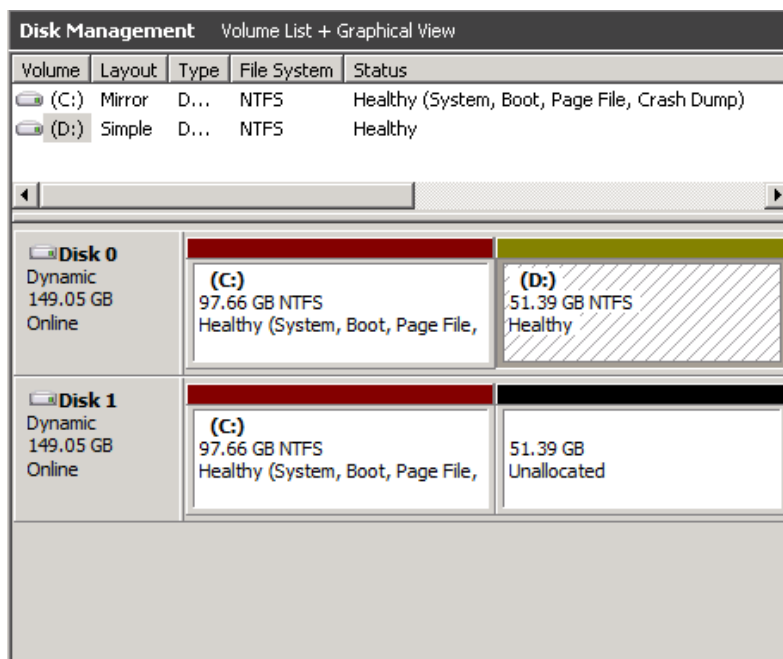 Disk Management Volume List + Graphical View
Volume Layout Type File System Status
(C:) Mirror D... NTFS Healthy (System, Boot, Page File, Crash Dump)
(D:) Simple D... NTFS Healthy
Disk 0
Dynamic
149.05 GB
Online
(C:)
97.66 GB NTFS
Healthy (System, Boot, Page File,
(D:)
51.39 GB NTFS
Healthy
Disk 1
Dynamic
149.05 GB
Online
(C:)
97.66 GB NTFS
Healthy (System, Boot, Page File,
51.39 GB
Unallocated